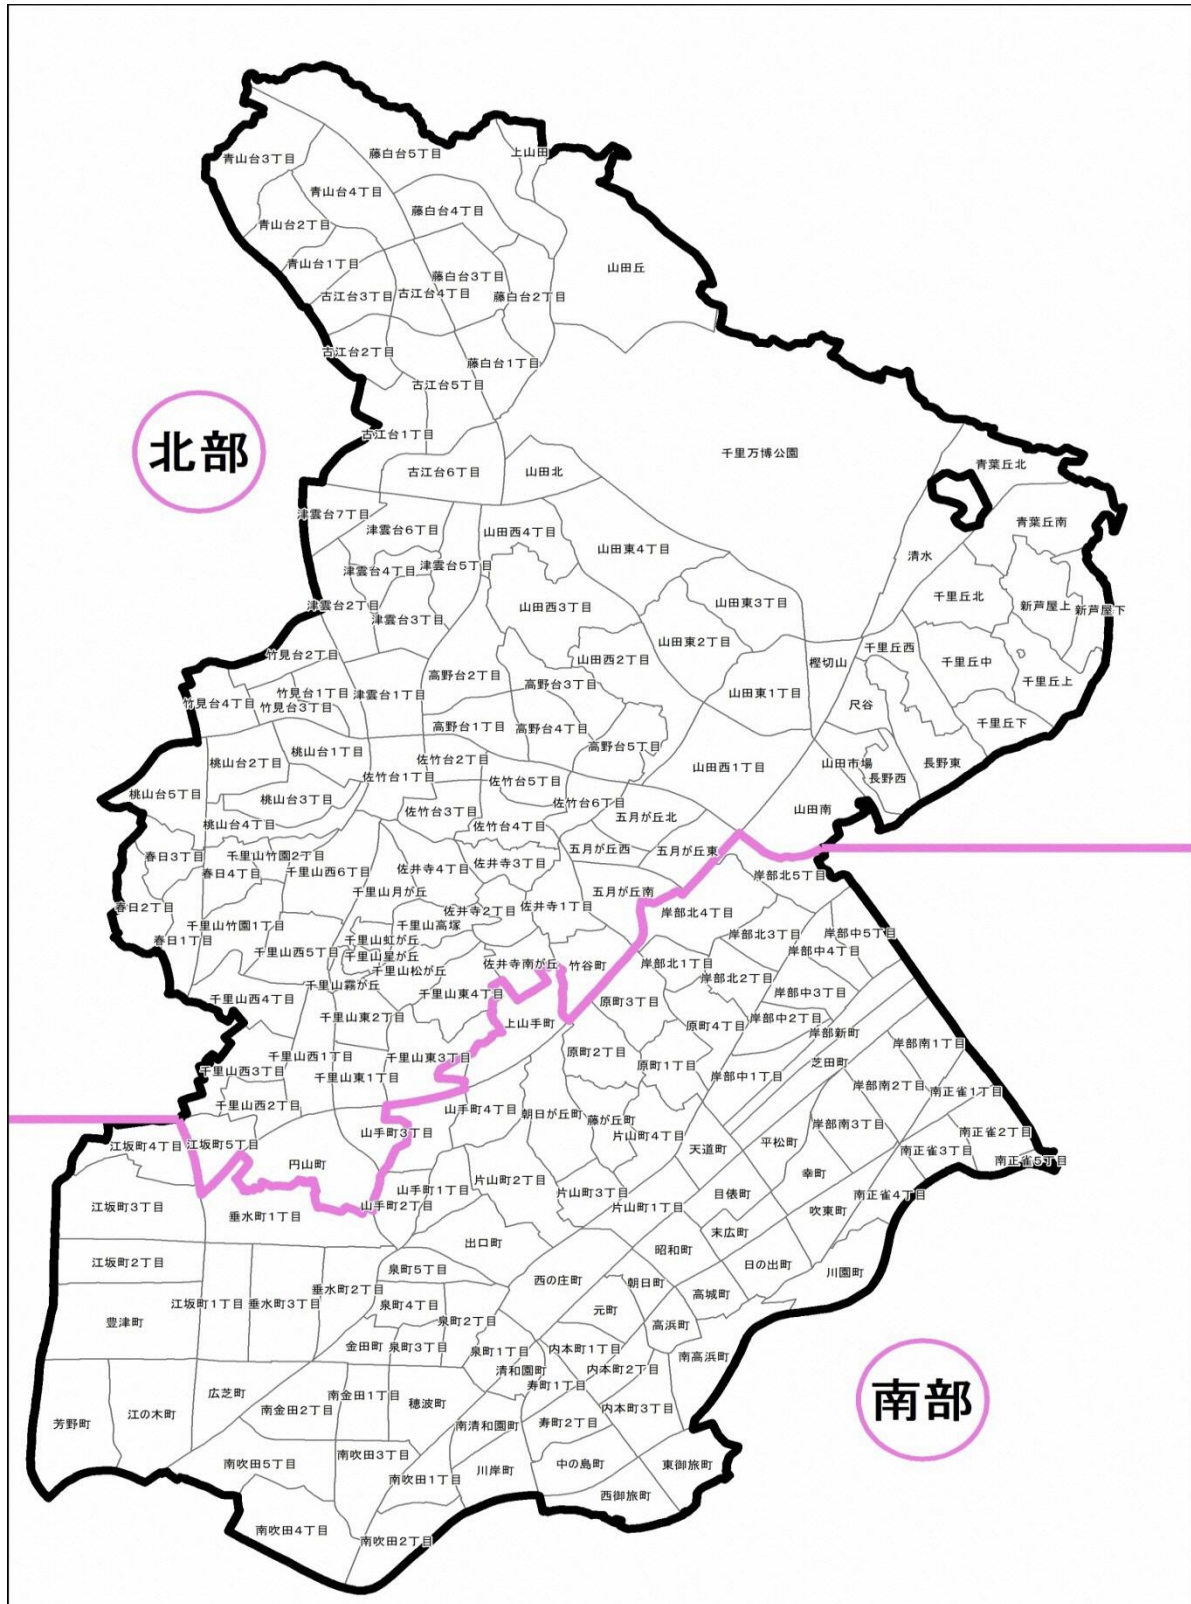 青山台3丁目
藤白台5丁目
上山田
青山台4丁目
藤白台4丁目
青山台2丁目
青山台1丁目
藤白台3丁目
山田丘
古江台3丁目
古江台4丁目
藤白台2丁目
古江台2丁目
藤白台1丁目
古江台5丁目
古江台1丁目
北部
千里万博公園
古江台6丁目
山田北
青葉丘北
津雲台7丁目
津雲台6丁目
山田西4丁目
青葉丘南
山田東4丁目
清水
津雲台4丁目
津雲台5丁目
千里丘北
津雲台2丁目
津雲台3丁目
山田西3丁目
山田東3丁目
新芦屋上
新芦屋下
山田東2丁目
千里丘西
竹見台2丁目
山田西2丁目
樫切山
千里丘中
高野台2丁目
高野台3丁目
千里丘上
竹見台1丁目
津雲台1丁目
山田東1丁目
竹見台4丁目
竹見台3丁目
尺谷
千里丘下
高野台1丁目
高野台4丁目
桃山台1丁目
高野台5丁目
桃山台2丁目
佐竹台2丁目
山田西1丁目
山田市場
長野東
佐竹台1丁目
佐竹台5丁目
長野西
桃山台5丁目
桃山台3丁目
佐竹台6丁目
山田南
佐竹台3丁目
五月が丘北
桃山台4丁目
佐竹台4丁目
五月が丘西
五月が丘東
春日3丁目
千里山竹園2丁目
佐井寺3丁目
春日4丁目
千里山西6丁目
佐井寺4丁目
岸部北5丁目
千里山月が丘
五月が丘南
春日2丁目
佐井寺2丁目
佐井寺1丁目
岸部北4丁目
千里山竹園1丁目
千里山高塚
岸部北3丁目
岸部中5丁目
春日1丁目
千里山虹が丘
千里山西5丁目
千里山星が丘
岸部中4丁目
佐井寺南が丘
竹谷町
岸部北1丁目
千里山松が丘
岸部北2丁目
千里山霧が丘
千里山東4丁目
岸部中3丁目
千里山西4丁目
原町3丁目
千里山東2丁目
上山手町
原町4丁目
岸部中2丁目
岸部新町
岸部南1丁目
千里山西1丁目
千里山東3丁目
原町2丁目
原町1丁目
芝田町
千里山西3丁目
千里山東1丁目
岸部中1丁目
岸部南2丁目
南正雀1丁目
千里山西2丁目
山手町4丁目
朝日が丘町
藤が丘町
岸部南3丁目
山手町3丁目
片山町4丁目
平松町
南正雀2丁目
江坂町4丁目
江坂町5丁目
天道町
南正雀3丁目
円山町
南正雀5丁目
片山町2丁目
幸町
山手町1丁目
片山町3丁目
目俵町
南正雀4丁目
江坂町3丁目
山手町2丁目
片山町1丁目
吹東町
垂水町1丁目
末広町
出口町
昭和町
江坂町2丁目
泉町5丁目
日の出町
川園町
西の庄町
朝日町
垂水町2丁目
高城町
江坂町1丁目
垂水町3丁目
泉町4丁目
元町
豊津町
泉町2丁目
高浜町
金田町
泉町3丁目
泉町1丁目
内本町1丁目
南高浜町
清和園町
内本町2丁目
広芝町
南金田1丁目
寿町1丁目
南部
芳野町
江の木町
南金田2丁目
穂波町
内本町3丁目
南清和園町
寿町2丁目
南吹田5丁目
南吹田3丁目
中の島町
東御旅町
南吹田1丁目
川岸町
西御旅町
南吹田4丁目
南吹田2丁目